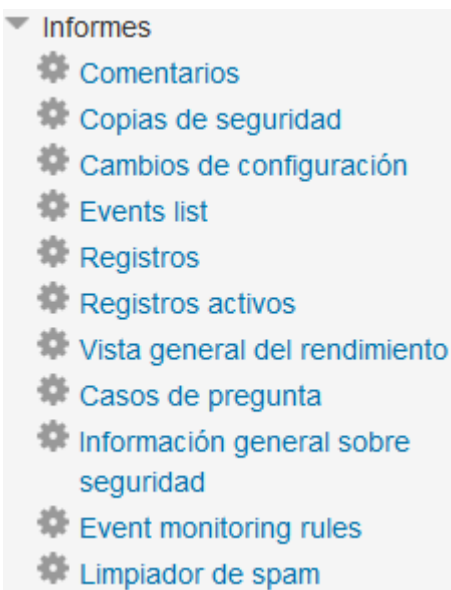 Informes
Comentarios
Copias de seguridad
Cambios de configuración
Events list
Registros
Registros activos
Vista general del rendimiento
Casos de pregunta
Información general sobre
seguridad
Event monitoring rules
Limpiador de spam